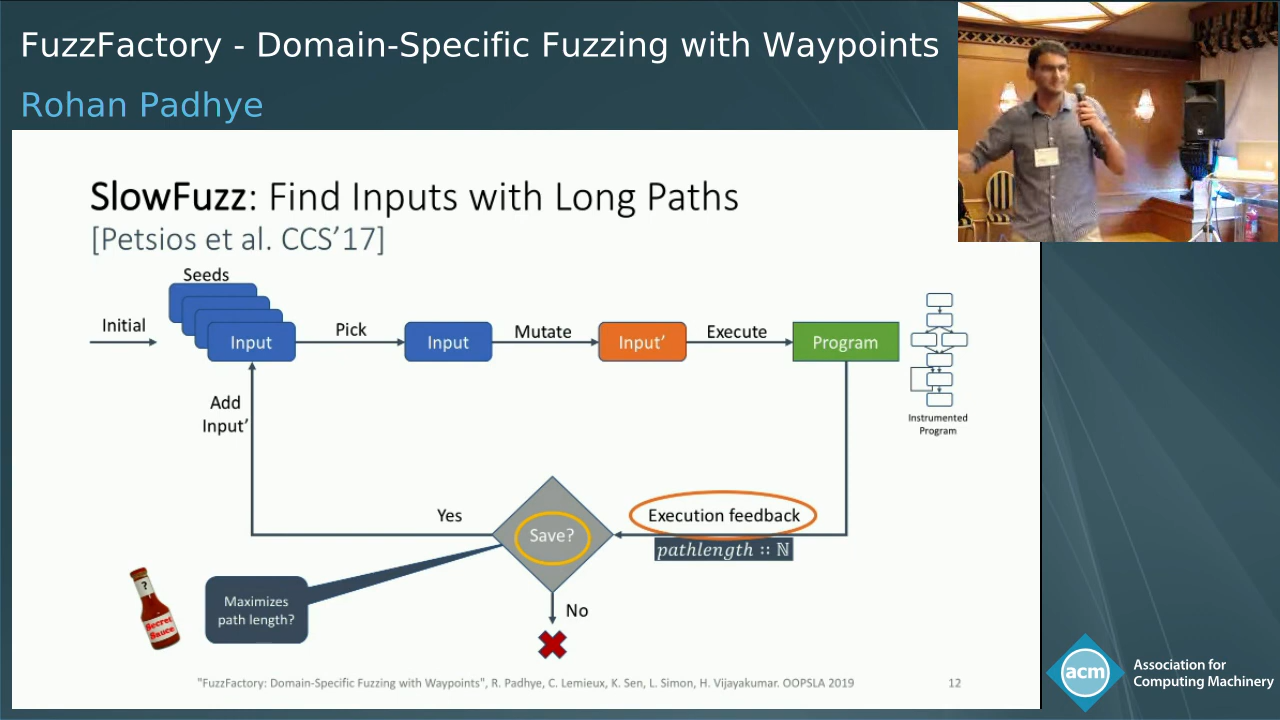 FuzzFactory - Domain-Specific Fuzzing with Waypoints
Rohan Padhye
SlowFuzz: Find Inputs with Long Paths
[Petsios et al. CCS’17]
Seeds
Initial
Input
Pick
Input
Mutate
Input’
Execute
Program
Instrumented
Program
Add
Input’
Yes
Save?
Execution feedback
pathlength :: ℕ
?
Secret
Sauce
Maximizes
path length?
No
"FuzzFactory: Domain-Specific Fuzzing with Waypoints", R. Padhye, C. Lemieux, K. Sen, L. Simon, H. Vijayakumar. OOPSLA 2019
12
acm
Association for
Computing Machinery